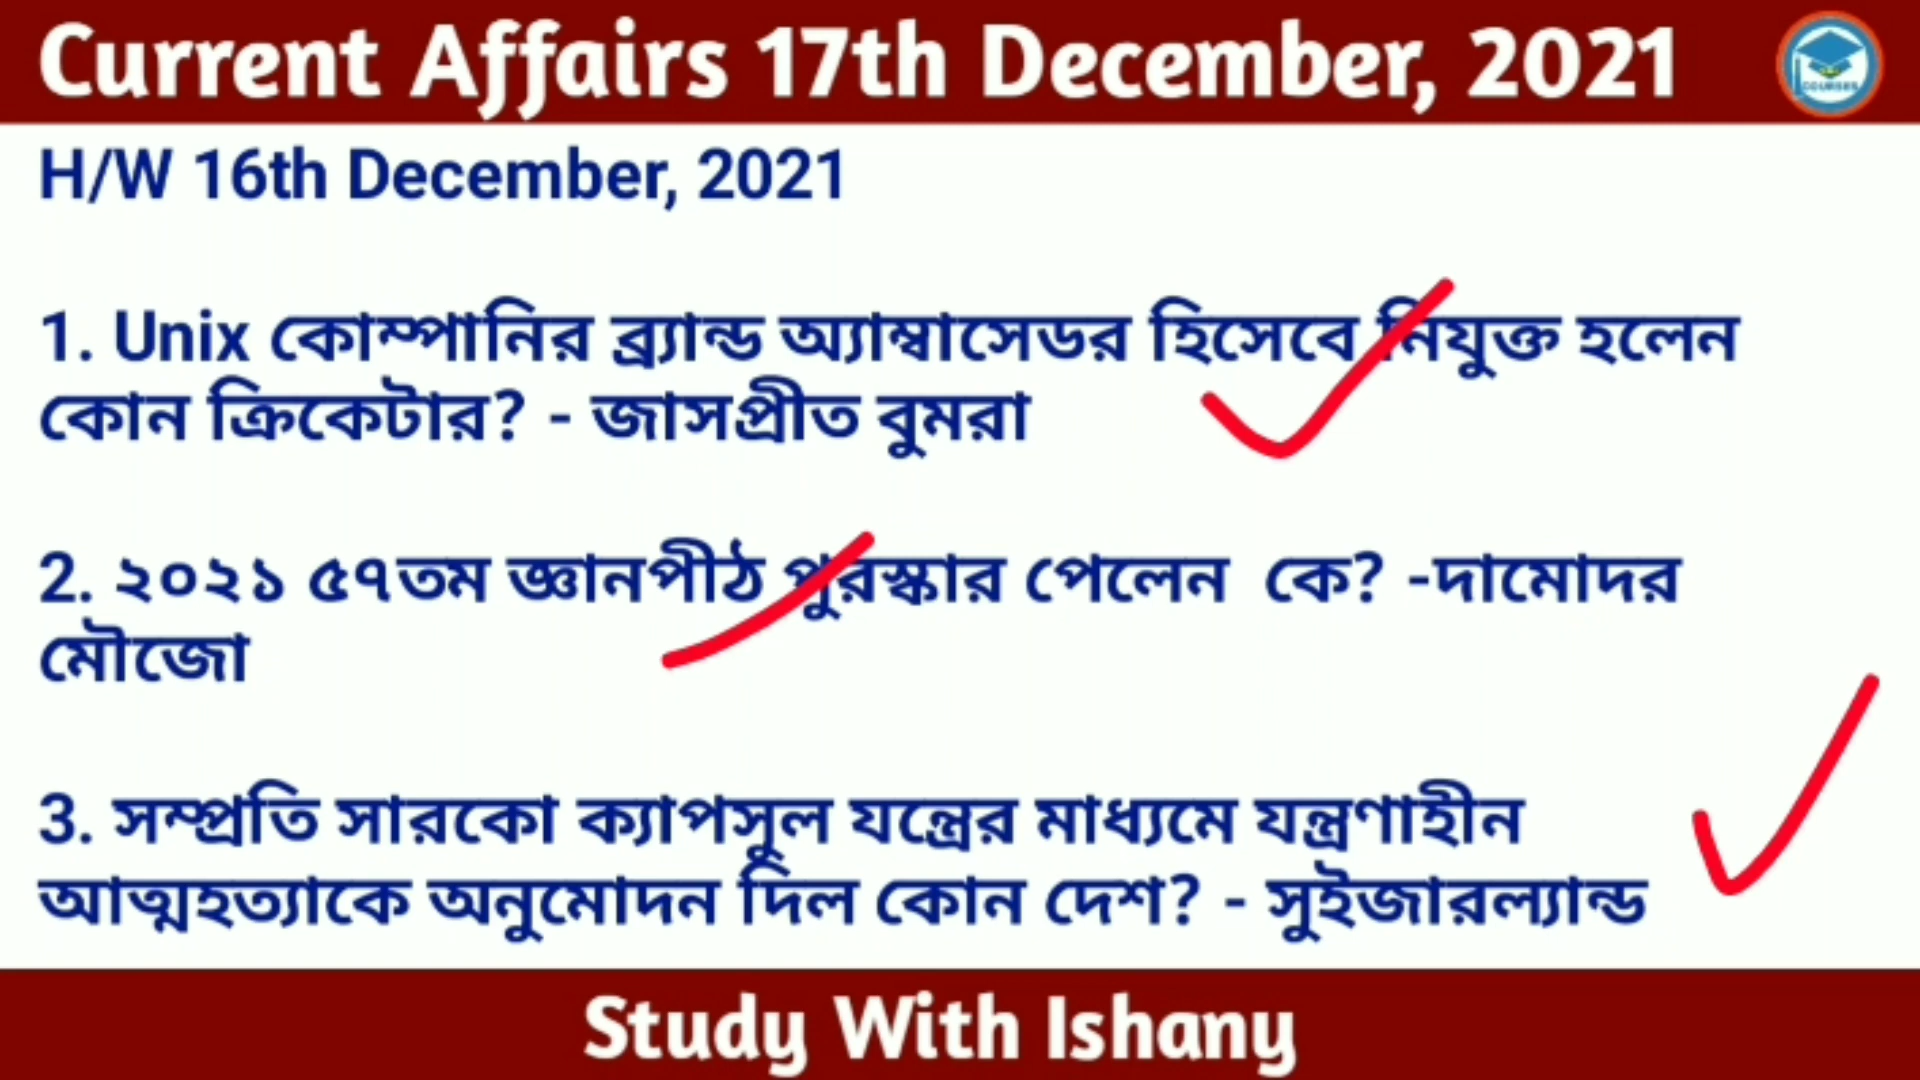 Current Affairs 17th December, 2021
COURSES
H/W 16th December, 2021
1. Unix কোম্পানির ব্র্যান্ড অ্যাম্বাসেডর হিসেবে নিযুক্ত হলেন
কোন ক্রিকেটার? - জাসপ্রীত বুমরা
2. ২০২১ ৫৭তম জ্ঞানপীঠ পুরস্কার পেলেন কে? -দামোদর
মৌজো
3. সম্প্রতি সারকো ক্যাপসুল যন্ত্রের মাধ্যমে যন্ত্রণাহীন
আত্মহত্যাকে অনুমোদন দিল কোন দেশ? - সুইজারল্যান্ড
Study With Ishany